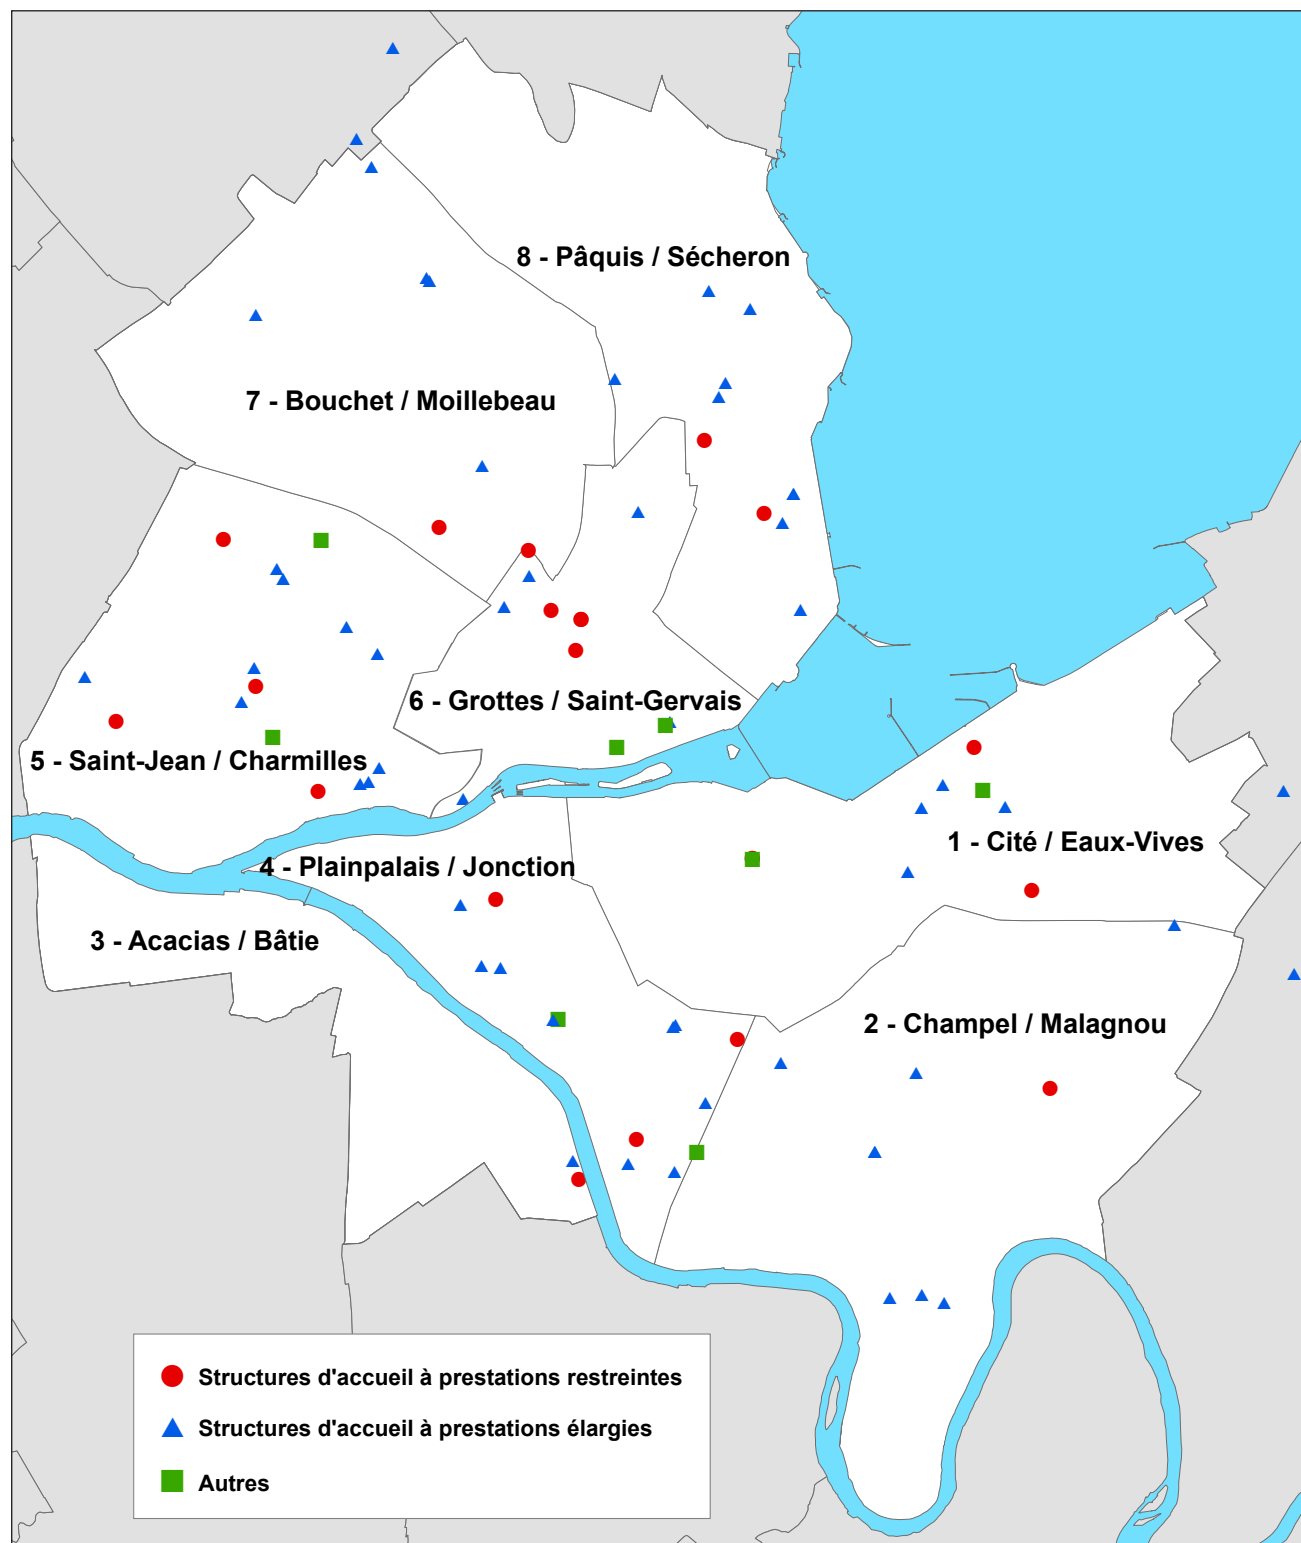 8 - Pâquis / Sécheron
7 - Bouchet / Moillebeau
6 - Grottes / Saint-Gervais
5 - Saint-Jean / Charmilles
1 - Cité / Eaux-Vives
4 - Plainpalais / Jonction
3 - Acacias / Bâtie
2 - Champel / Malagnou
Structures d'accueil à prestations restreintes
Structures d'accueil à prestations élargies
Autres